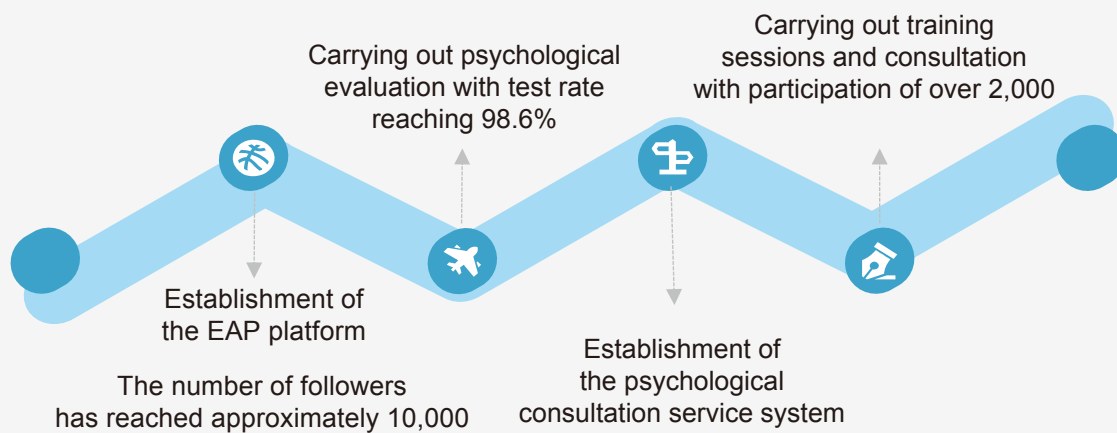 Carrying out psychological
evaluation with test rate
reaching 98.6%
Carrying out training
sessions and consultation
with participation of over 2,000
Establishment of
the EAP platform
The number of followers
has reached approximately 10,000
Establishment of
the psychological
consultation service system